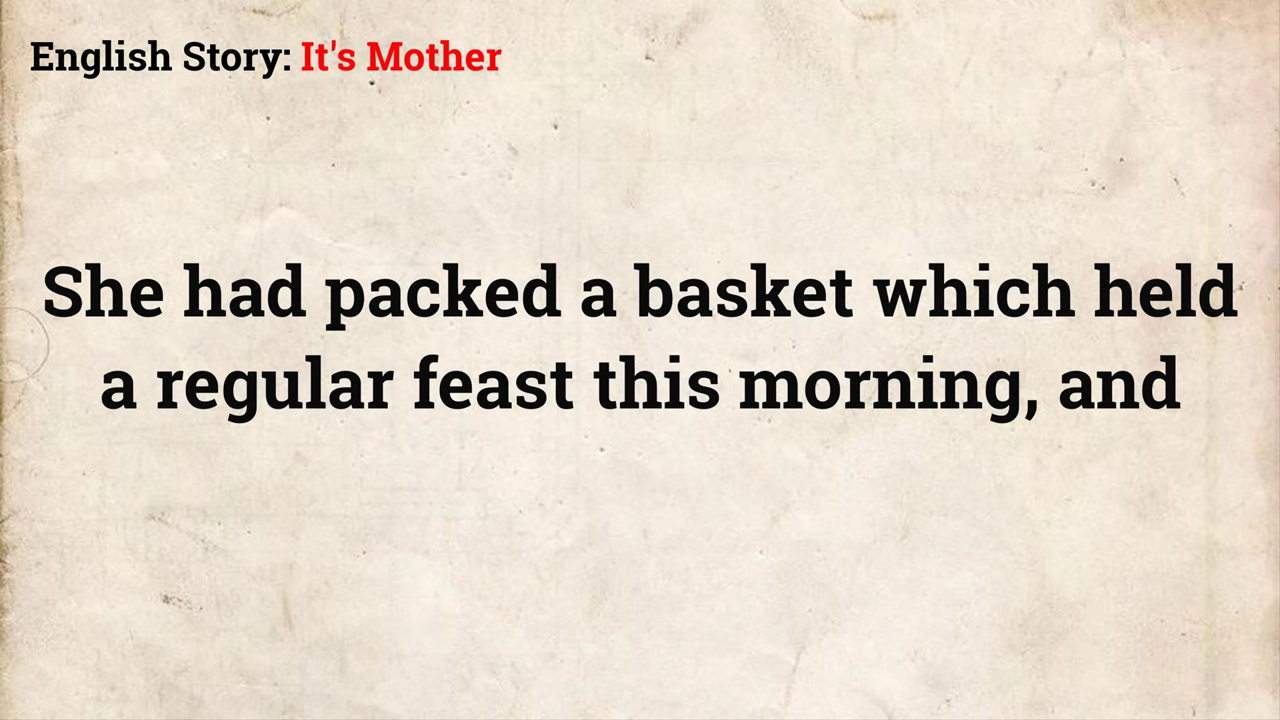 English Story: It's Mother
She had packed a basket which held
a regular feast this morning, and